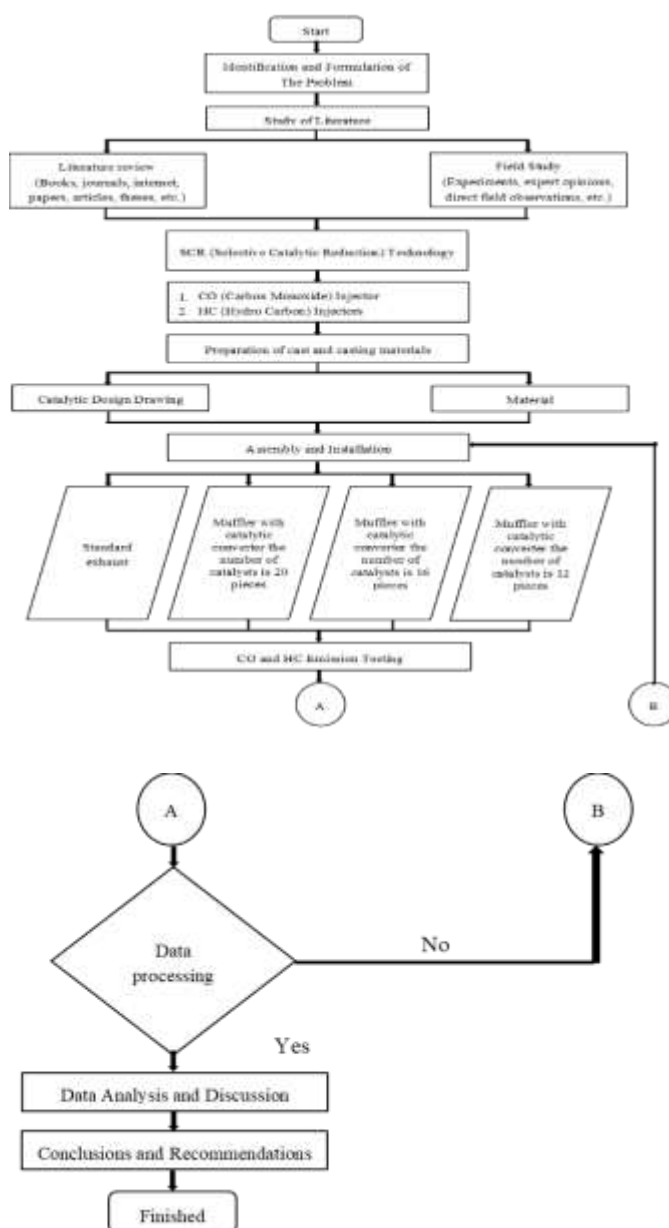 Start
Identification and Formulation of
The Problem
Study of Literature
Literature review
(Books, journals, internet,
papers, articles, theses, etc.)
Field Study
(Experiments, expert opinions,
direct field observations, etc.)
SCR (Selective Catalytic Reduction) Technology
1. CO (Carbon Monoxide) Injector
2. HC (Hydro Carbon) Injectors
Preparation of cast and casting materials
Catalytic Design Drawing
Material
Assembly and Installation
Standard
exhaust
Muffler with
catalytic
converter the
number of
catalysts is 20
pieces
Muffler with
catalytic
converter the
number of
catalysts is 16
pieces
Muffler with
catalytic
converter the
number of
catalysts is 12
pieces
CO and HC Emission Testing
A
B
A
B
Data
processing
No
Yes
Data Analysis and Discussion
Conclusions and Recommendations
Finished